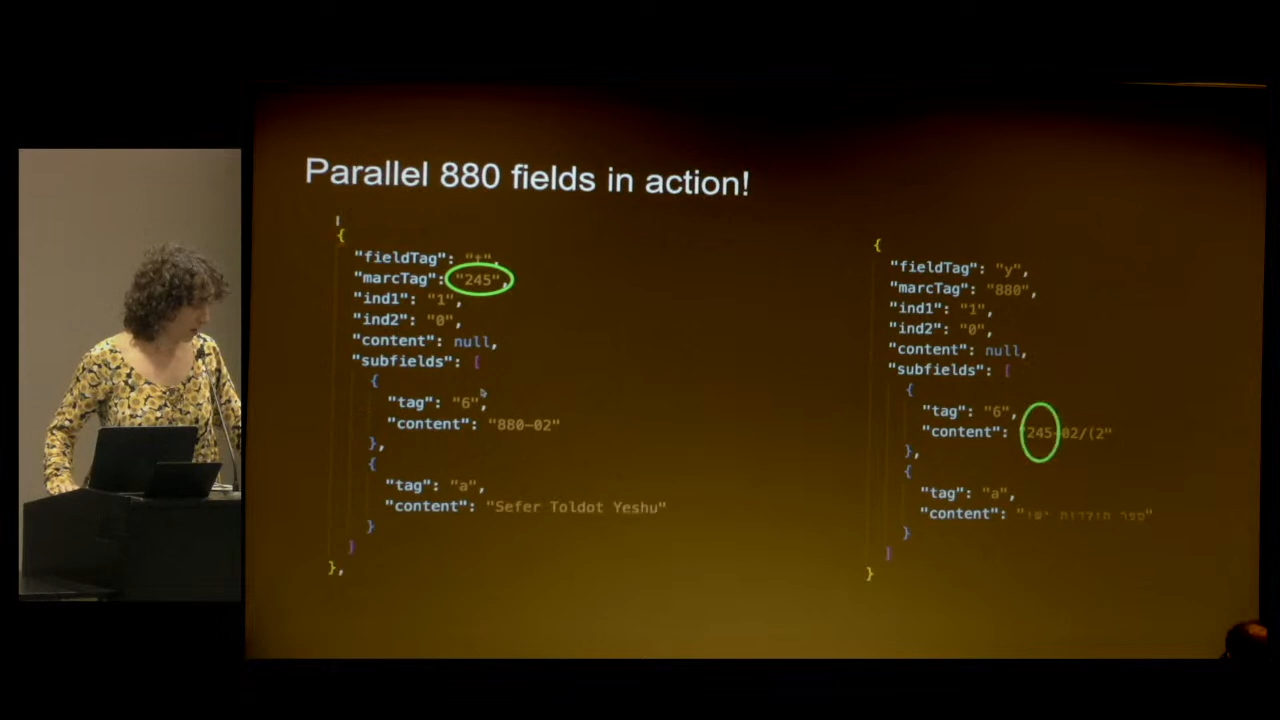 Parallel 880 fields in action!
{
"fieldTag": "t",
"marcTag": "245",
"ind1": "1",
"ind2": "0",
"content": null,
"subfields": [
{
"tag": "6",
"content": "880-02"
},
{
"tag": "a",
"content": "Sefer Toldot Yeshu"
}
]
},
{
"fieldTag": "y",
"marcTag": "880",
"ind1": "1",
"ind2": "0",
"content": null,
"subfields": [
{
"tag": "6",
"content": "245-02/(2"
},
{
"tag": "a",
"content":
}
]
}